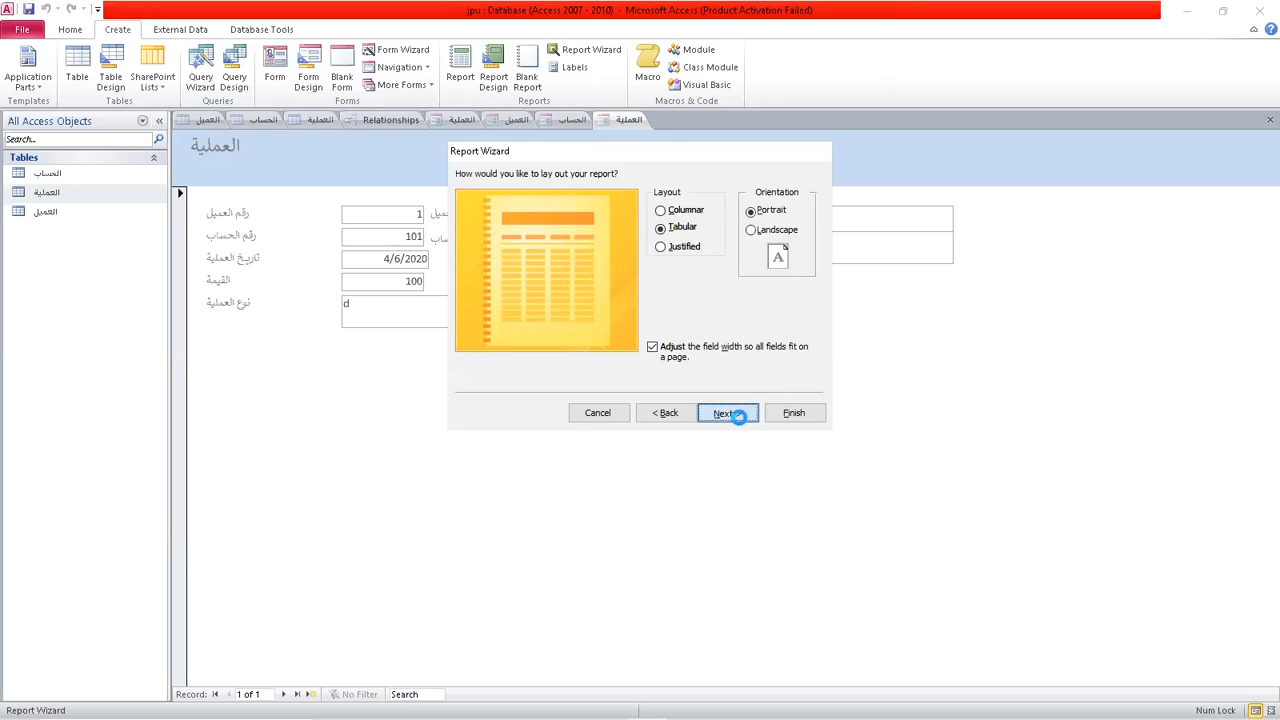 jpu : Database (Access 2007 - 2010) - Microsoft Access (Product Activation Failed)
File Home Create External Data Database Tools
Application Parts Table Table Design SharePoint Lists Query Wizard Query Design Form Form Design Blank Form Form Wizard Navigation More Forms Report Report Design Blank Report Report Wizard Labels Macro Module Class Module Visual Basic
Templates Tables Queries Forms Reports Macros & Code
All Access Objects
Search...
Tables
الحساب
العملية
العميل
العميل الحساب العملية Relationships العملية العميل الحساب العملية
العملية
رقم العميل 1
رقم الحساب 101
تاريخ العملية 4/6/2020
القيمة 100
نوع العملية d
Report Wizard
How would you like to lay out your report?
Layout
Columnar
Tabular
Justified
Orientation
Portrait
Landscape
A
Adjust the field width so all fields fit on
a page.
Cancel < Back Next > Finish
Record: 1 of 1 No Filter Search
Report Wizard Num Lock